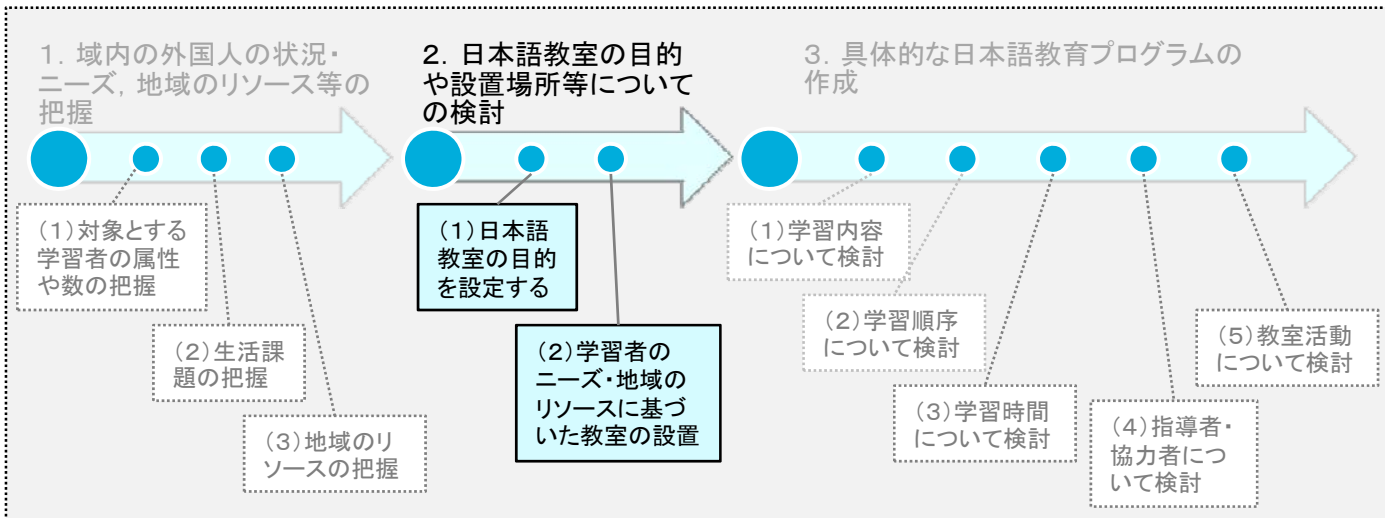 1．域内の外国人の状況・
ニーズ，地域のリソース等の
把握
（1）対象とする
学習者の属性
や数の把握
（2）生活課
題の把握
（3）地域のリ
ソースの把握
2．日本語教室の目的
や設置場所等について
の検討
（1）日本語
教室の目的
を設定する
（2）学習者の
ニーズ・地域の
リソースに基づ
いた教室の設置
3．具体的な日本語教育プログラムの
作成
（1）学習内容
について検討
（2）学習順序
について検討
（3）学習時間
について検討
（4）指導者・
協力者につ
いて検討
（5）教室活動
について検討